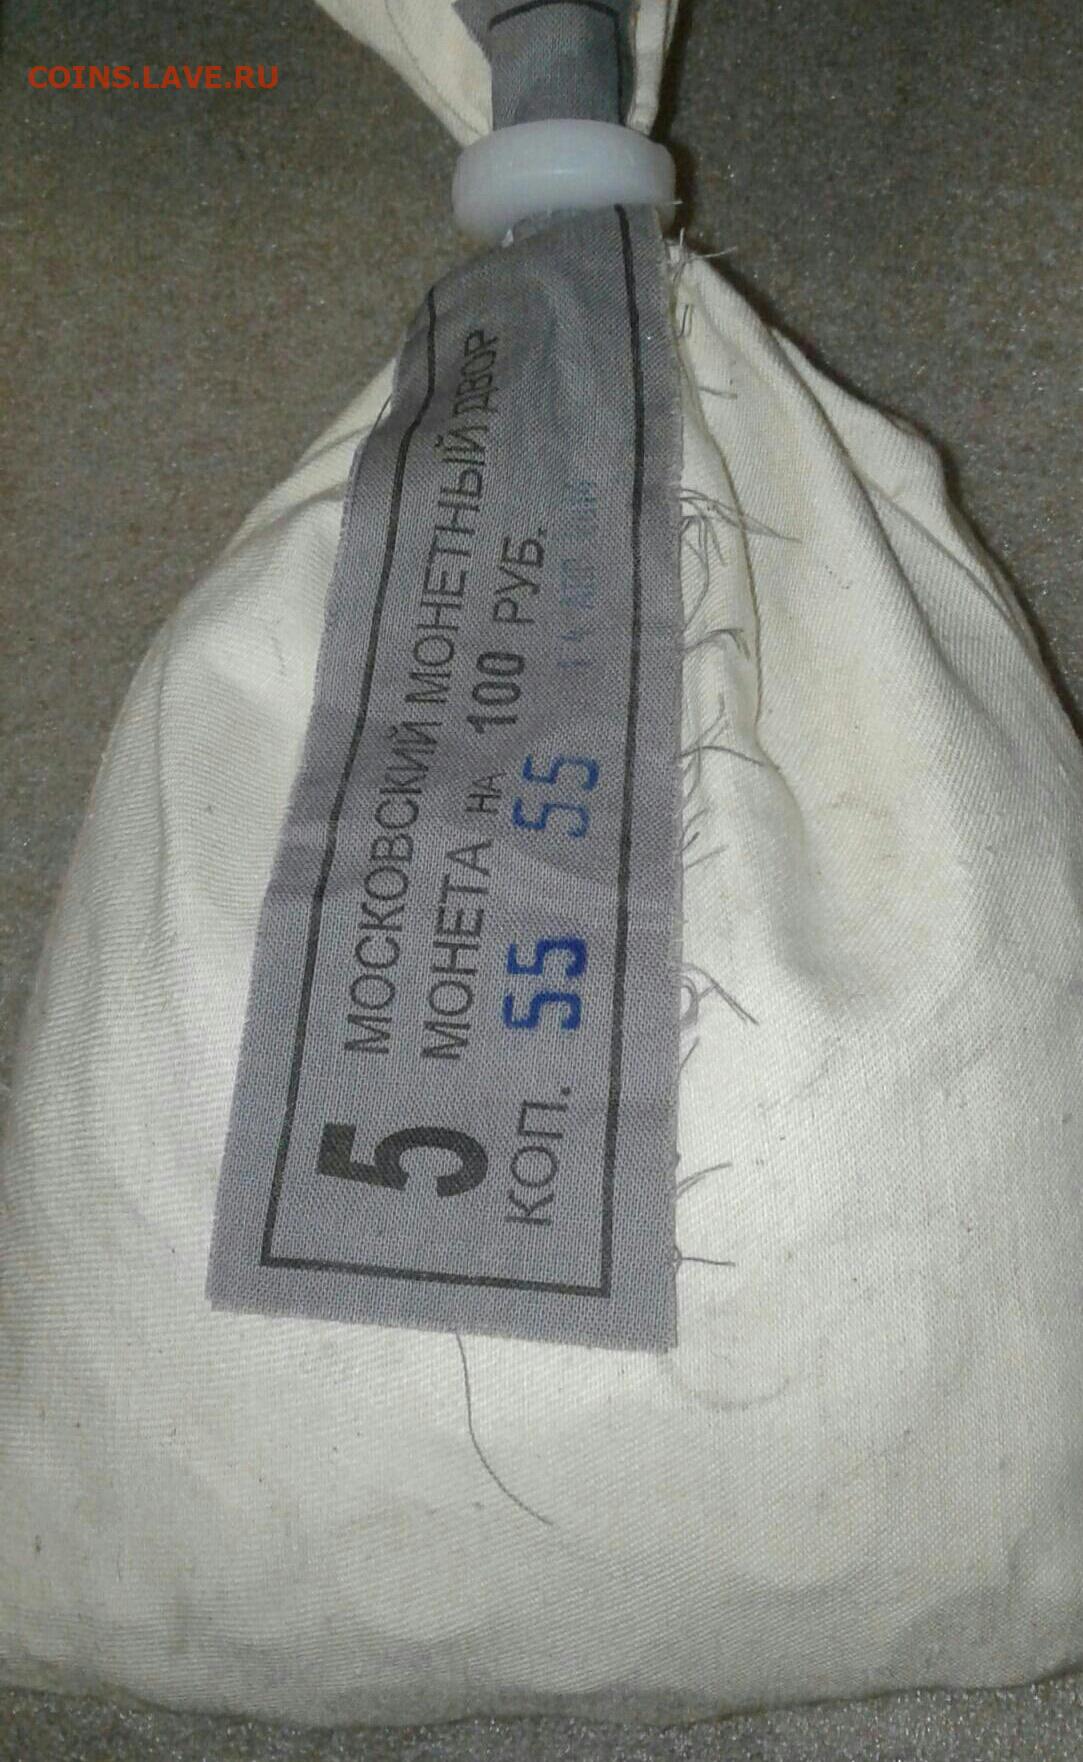 COINS.LAVE.RU
МОСКОВСКИЙ МОНЕТНЫЙ ДВОР
5 МОНЕТА НА 100 РУБ.
КОП. 55 55